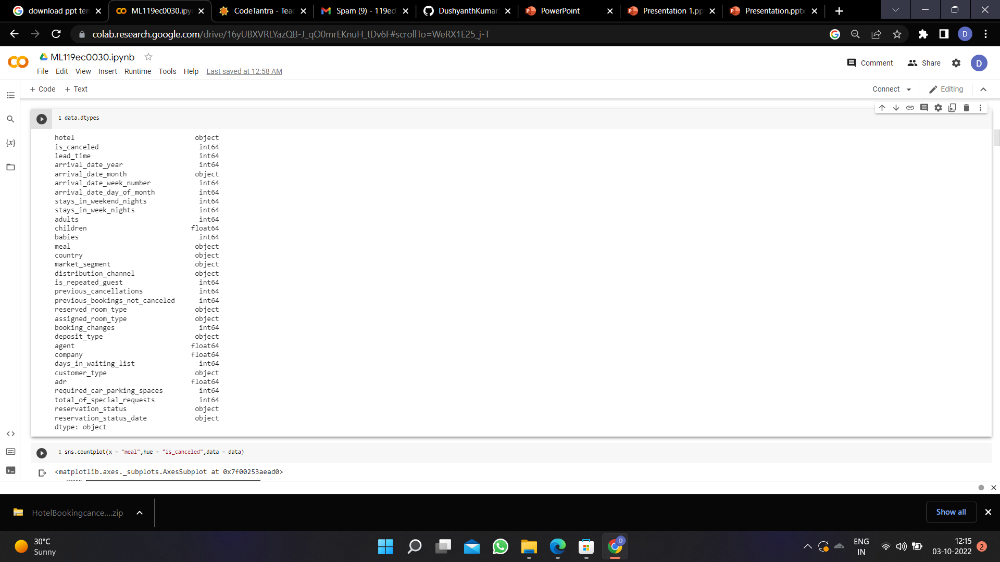 download ppt ten
ML119ec0030.ipy
CodeTantra - Tea
Spam (9) - 119ec
DushyanthKumar
PowerPoint
Presentation 1.pp
Presentation.pptx
colab.research.google.com/drive/16yUBXVRLYazQB-J_qO0mrEKnuH_tDv6F#scrollTo=WeRX1E25_j-T
D
ML119ec0030.ipynb
File Edit View Insert Runtime Tools Help Last saved at 12:58 AM
Comment Share D
+ Code + Text
Connect Editing
1 data.dtypes
{x}
hotel object
is_canceled int64
lead_time int64
arrival_date_year int64
arrival_date_month object
arrival_date_week_number int64
arrival_date_day_of_month int64
stays_in_weekend_nights int64
stays_in_week_nights int64
adults int64
children float64
babies int64
meal object
country object
market_segment object
distribution_channel object
is_repeated_guest int64
previous_cancellations int64
previous_bookings_not_canceled int64
reserved_room_type object
assigned_room_type object
booking_changes int64
deposit_type object
agent float64
company float64
days_in_waiting_list int64
customer_type object
adr float64
required_car_parking_spaces int64
total_of_special_requests int64
reservation_status object
reservation_status_date object
dtype: object
1 sns.countplot(x = "meal",hue = "is_canceled",data = data)
<matplotlib.axes._subplots.AxesSubplot at 0x7f00253aead0>
HotelBookingcance....zip
Show all
30°C
Sunny
D
ENG
IN
12:15
03-10-2022
2